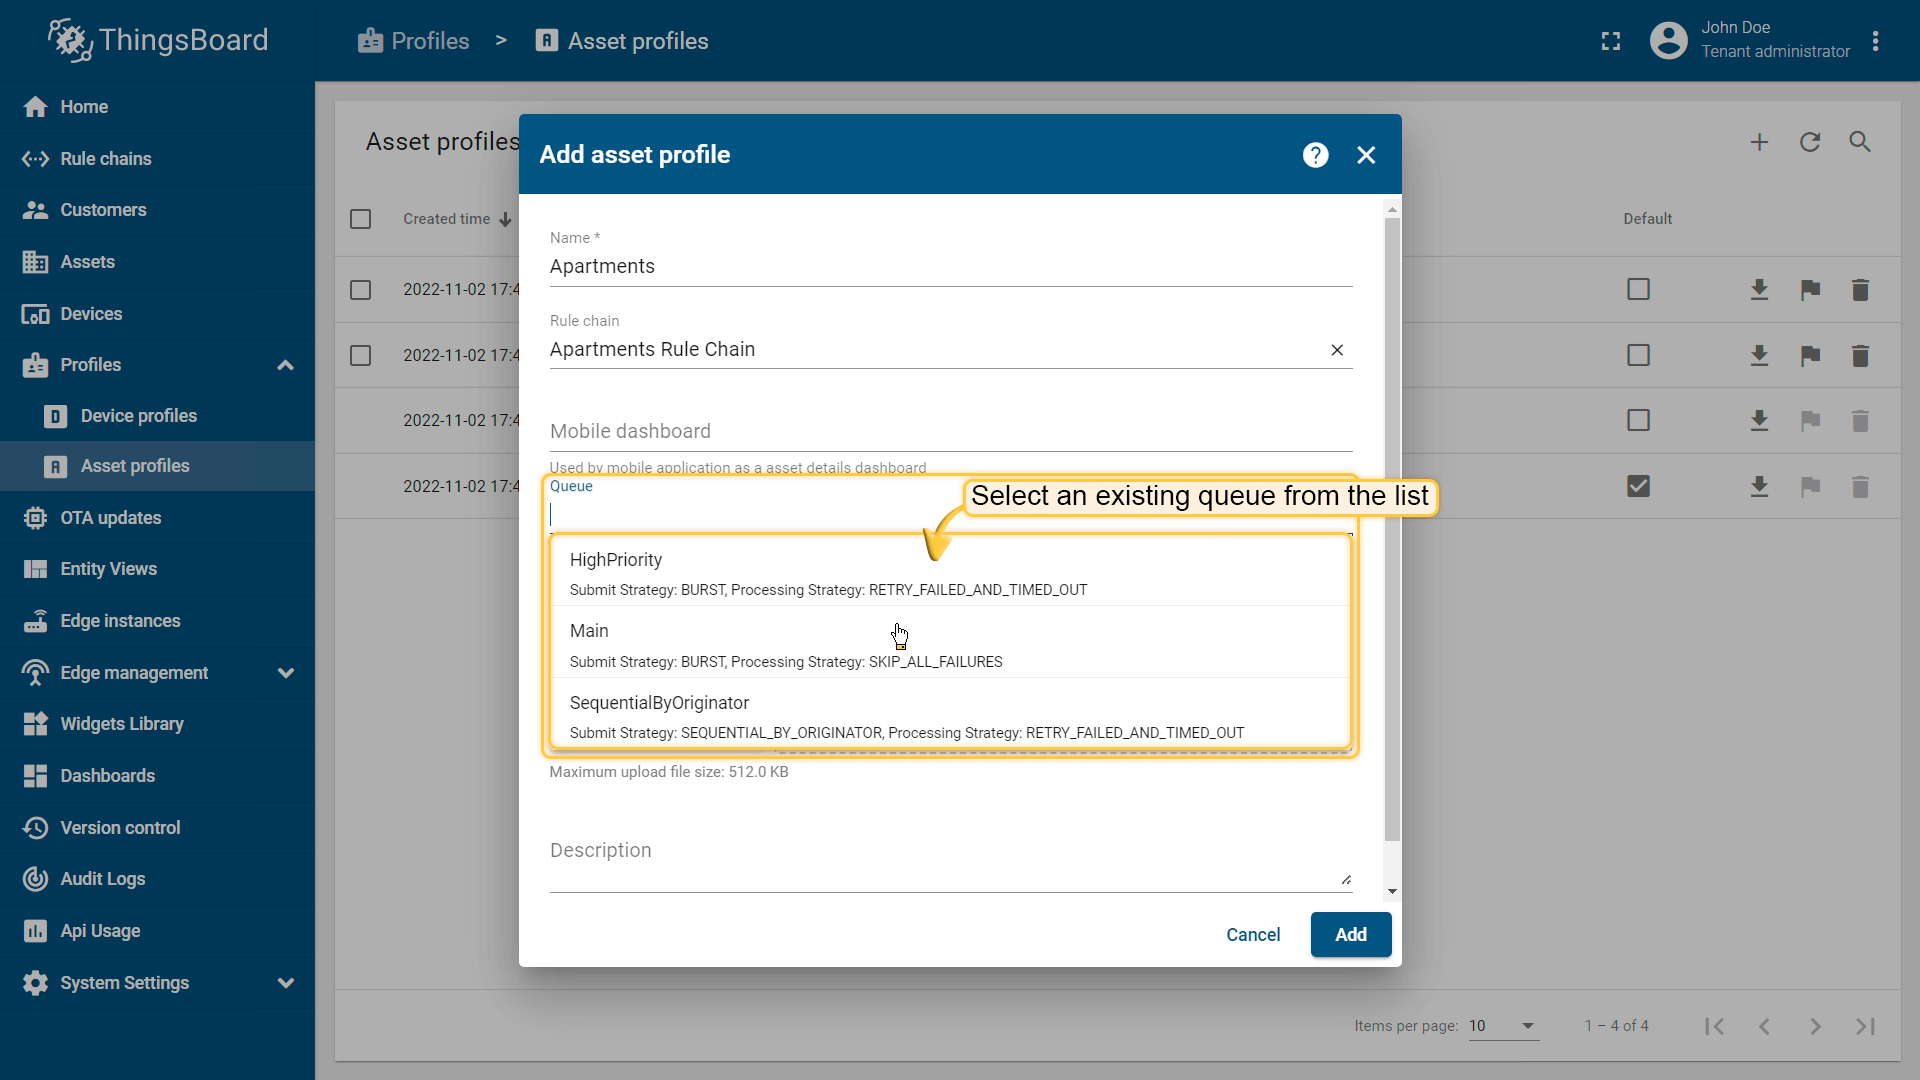 ThingsBoard
Profiles > Asset profiles
John Doe
Tenant administrator
Home
Rule chains
Customers
Assets
Devices
Profiles
D Device profiles
A Asset profiles
OTA updates
Entity Views
Edge instances
Edge management
Widgets Library
Dashboards
Version control
Audit Logs
Api Usage
System Settings
Asset profiles
Created time
Default
2022-11-02 17:4
2022-11-02 17:4
2022-11-02 17:4
2022-11-02 17:4
Add asset profile
Name *
Apartments
Rule chain
Apartments Rule Chain
Mobile dashboard
Used by mobile application as a asset details dashboard
Queue
Select an existing queue from the list
HighPriority
Submit Strategy: BURST, Processing Strategy: RETRY_FAILED_AND_TIMED_OUT
Main
Submit Strategy: BURST, Processing Strategy: SKIP_ALL_FAILURES
SequentialByOriginator
Submit Strategy: SEQUENTIAL_BY_ORIGINATOR, Processing Strategy: RETRY_FAILED_AND_TIMED_OUT
Maximum upload file size: 512.0 KB
Description
Cancel
Add
Items per page: 10
1 – 4 of 4